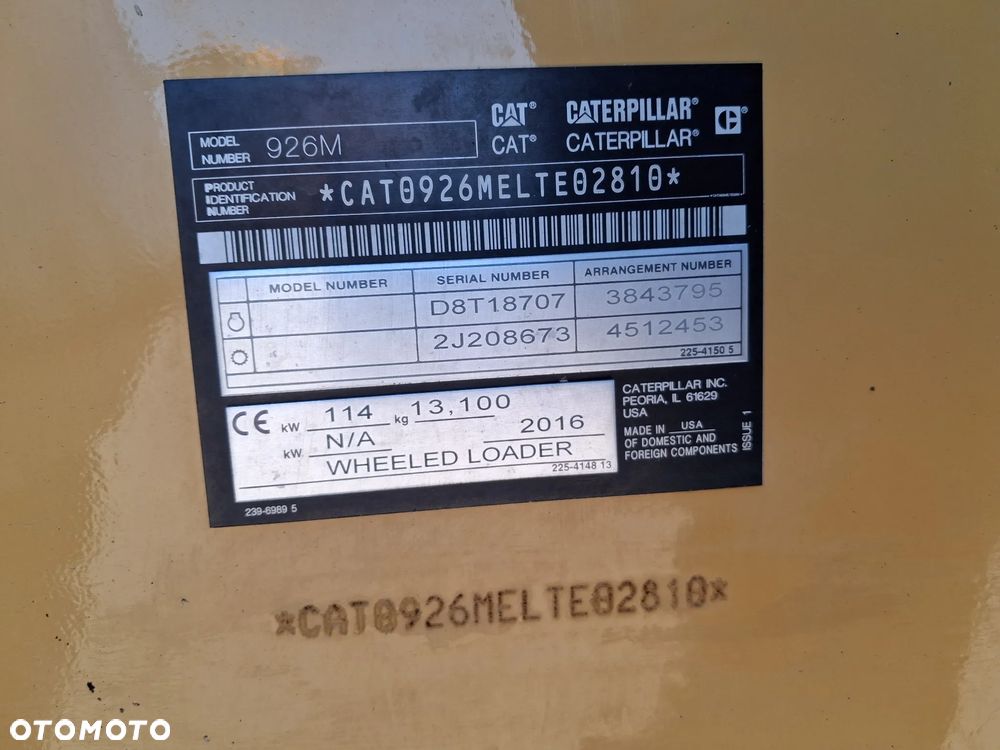 CAT® CATERPILLAR®
CAT® CATERPILLAR®
MODEL NUMBER 926M
PRODUCT IDENTIFICATION NUMBER *CAT0926MELTE02810*
MODEL NUMBER SERIAL NUMBER ARRANGEMENT NUMBER
D8T18707 3843795
2J208673 4512453
225-4150 5
CE kW 114 kg 13,100
kW N/A 2016
WHEELED LOADER
225-4148 13
CATERPILLAR INC.
PEORIA, IL 61629
USA
MADE IN USA
OF DOMESTIC AND
FOREIGN COMPONENTS
ISSUE 1
239-6989 5
*CAT0926MELTE02810*
OTOMOTO